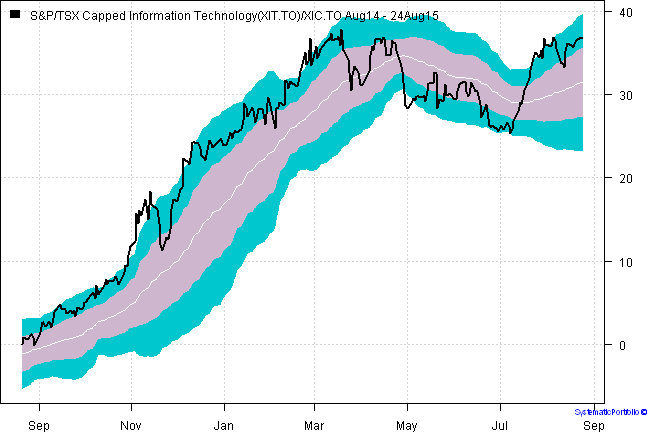 S&P/TSX Capped Information Technology(XIT.TO)/XIC.TO Aug14 - 24Aug15
40
30
20
10
0
SystematicPortfolio ©
Sep Nov Jan Mar May Jul Sep